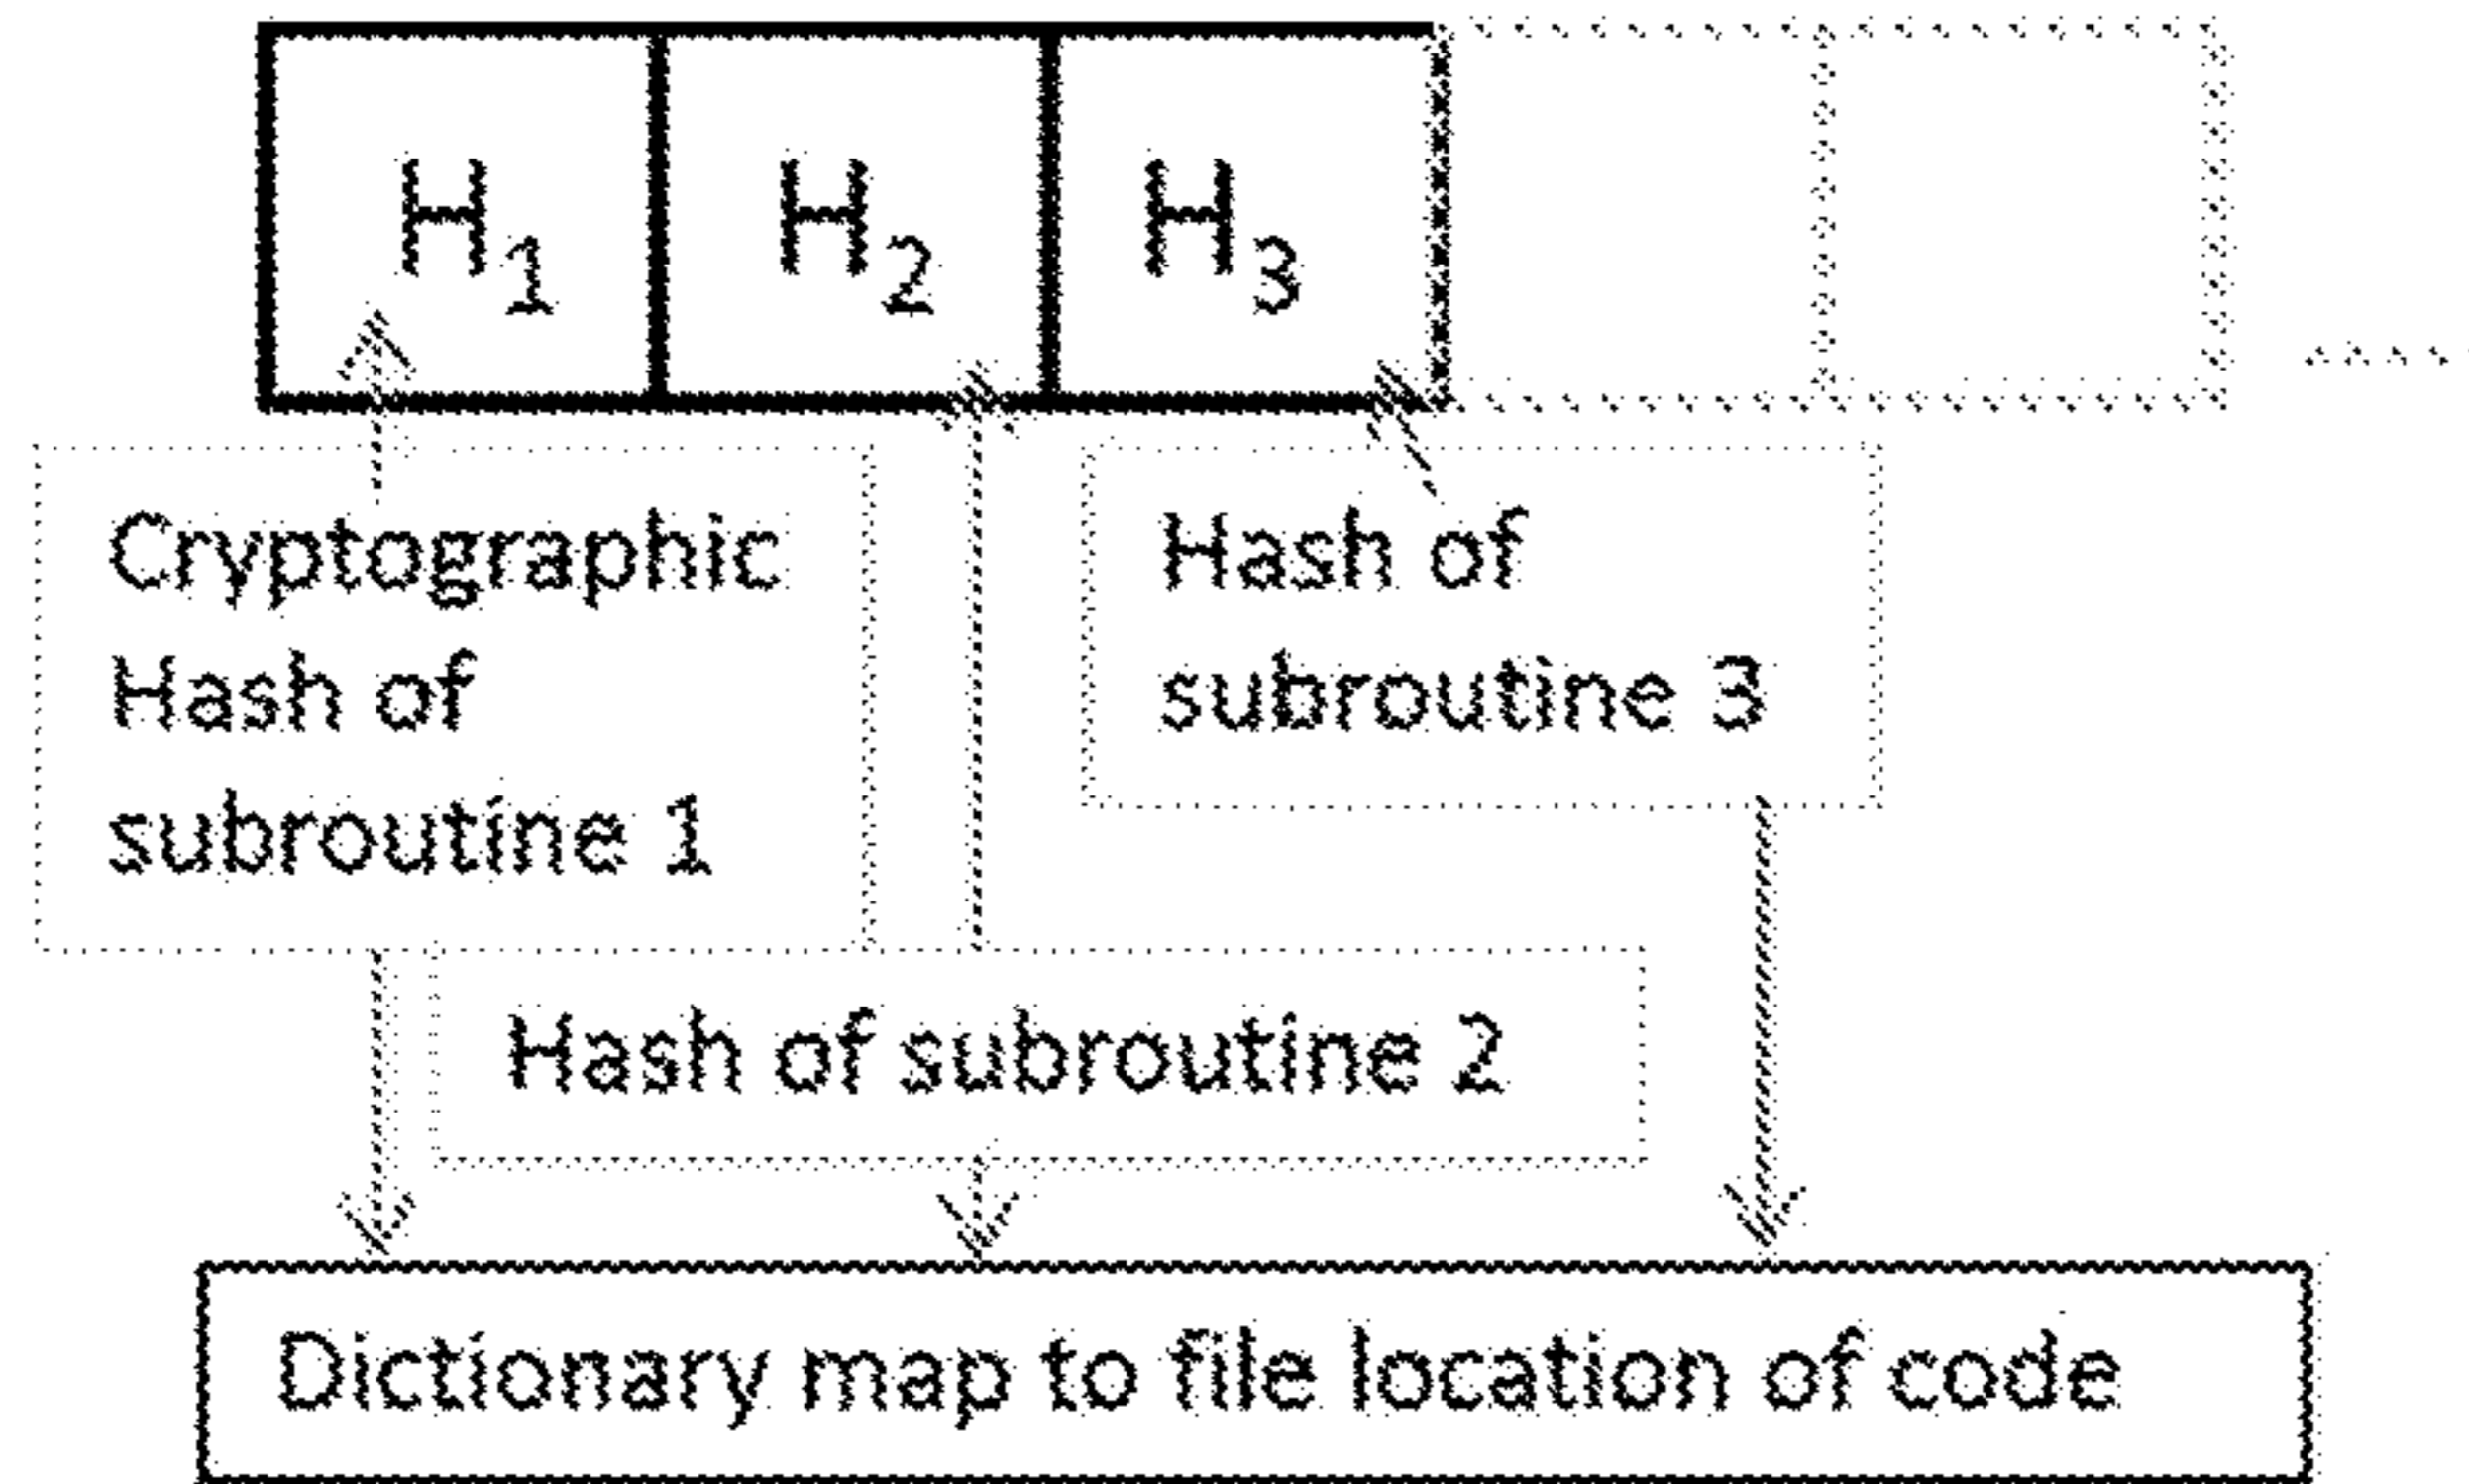 H1 H2 H3
Cryptographic
Hash of
subroutine 1
Hash of
subroutine 3
Hash of subroutine 2
Dictionary map to file location of code